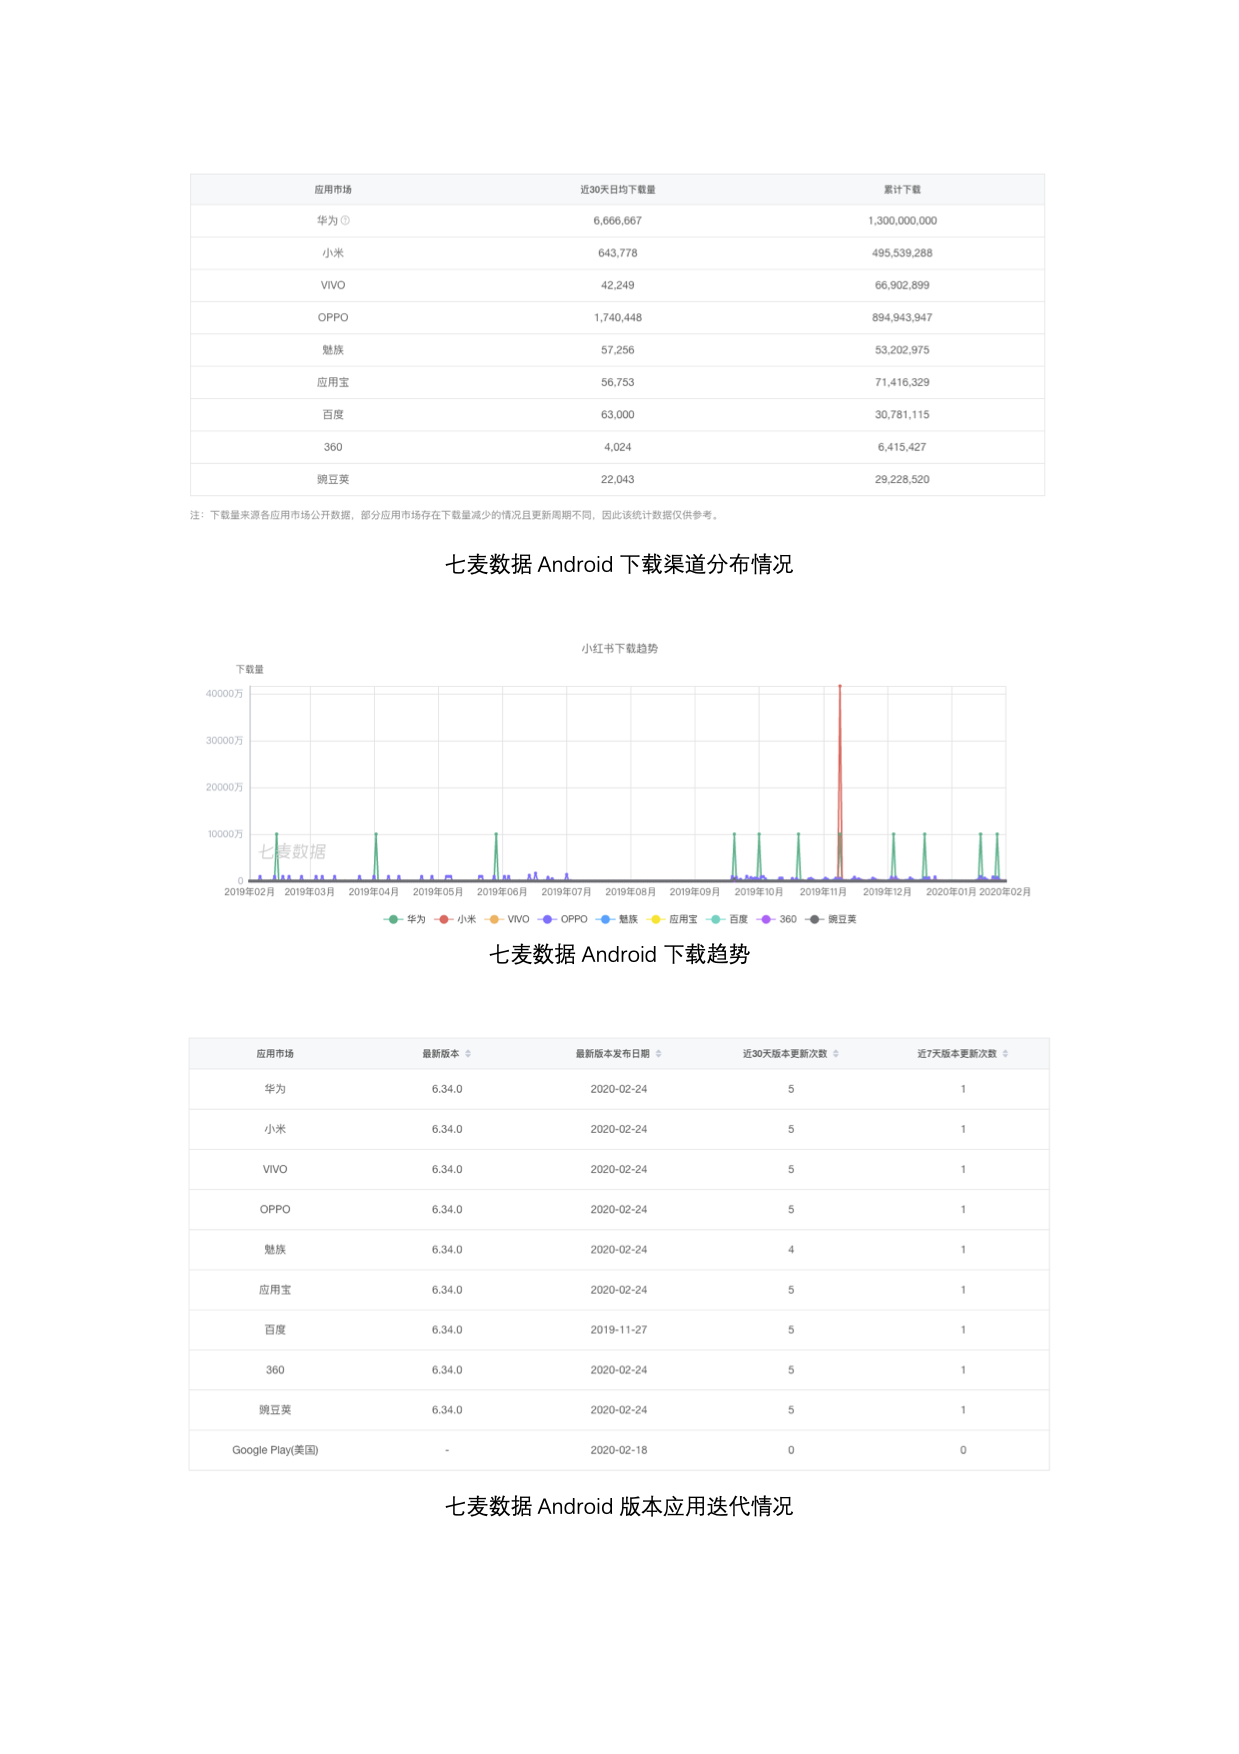 应用市场 近30天日均下载量 累计下载
华为 6,666,667 1,300,000,000
小米 643,778 495,539,288
VIVO 42,249 66,902,899
OPPO 1,740,448 894,943,947
魅族 57,256 53,202,975
应用宝 56,753 71,416,329
百度 63,000 30,781,115
360 4,024 6,415,427
豌豆荚 22,043 29,228,520
注：下载量来源各应用市场公开数据，部分应用市场存在下载量减少的情况且更新周期不同，因此该统计数据仅供参考。
七麦数据 Android 下载渠道分布情况
小红书下载趋势
下载量
40000万
30000万
20000万
10000万
七麦数据
0
2019年02月 2019年03月 2019年04月 2019年05月 2019年06月 2019年07月 2019年08月 2019年09月 2019年10月 2019年11月 2019年12月 2020年01月 2020年02月
华为 小米 VIVO OPPO 魅族 应用宝 百度 360 豌豆荚
七麦数据 Android 下载趋势
应用市场 最新版本 最新版本发布日期 近30天版本更新次数 近7天版本更新次数
华为 6.34.0 2020-02-24 5 1
小米 6.34.0 2020-02-24 5 1
VIVO 6.34.0 2020-02-24 5 1
OPPO 6.34.0 2020-02-24 5 1
魅族 6.34.0 2020-02-24 4 1
应用宝 6.34.0 2020-02-24 5 1
百度 6.34.0 2019-11-27 5 1
360 6.34.0 2020-02-24 5 1
豌豆荚 6.34.0 2020-02-24 5 1
Google Play(美国) - 2020-02-18 0 0
七麦数据 Android 版本应用迭代情况